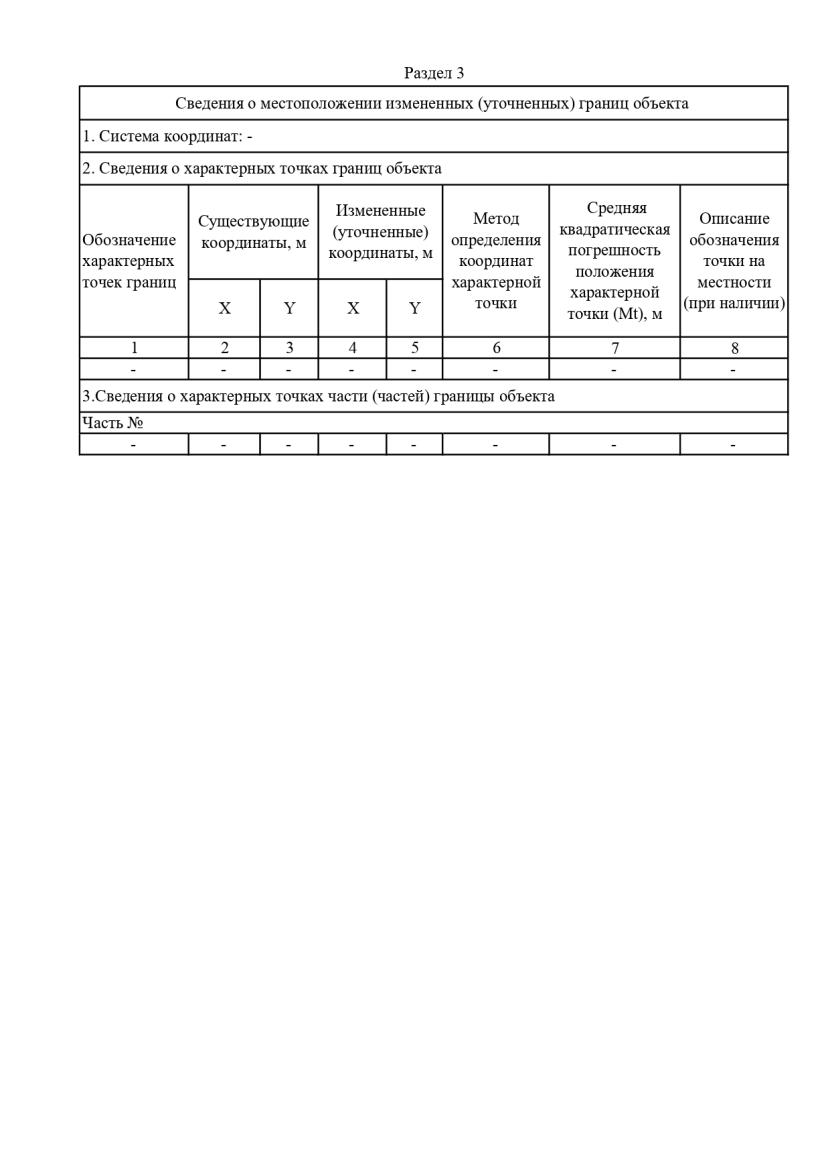 Раздел 3
Сведения о местоположении измененных (уточненных) границ объекта
1. Система координат: -
2. Сведения о характерных точках границ объекта
Обозначение
характерных
точек границ
Существующие
координаты, м
Измененные
(уточненные)
координаты, м
Метод
определения
координат
характерной
точки
Средняя
квадратическая
погрешность
положения
характерной
точки (Mt), м
Описание
обозначения
точки на
местности
(при наличии)
X Y X Y
1 2 3 4 5 6 7 8
- - - - - - - -
3.Сведения о характерных точках части (частей) границы объекта
Часть №
- - - - - - - -